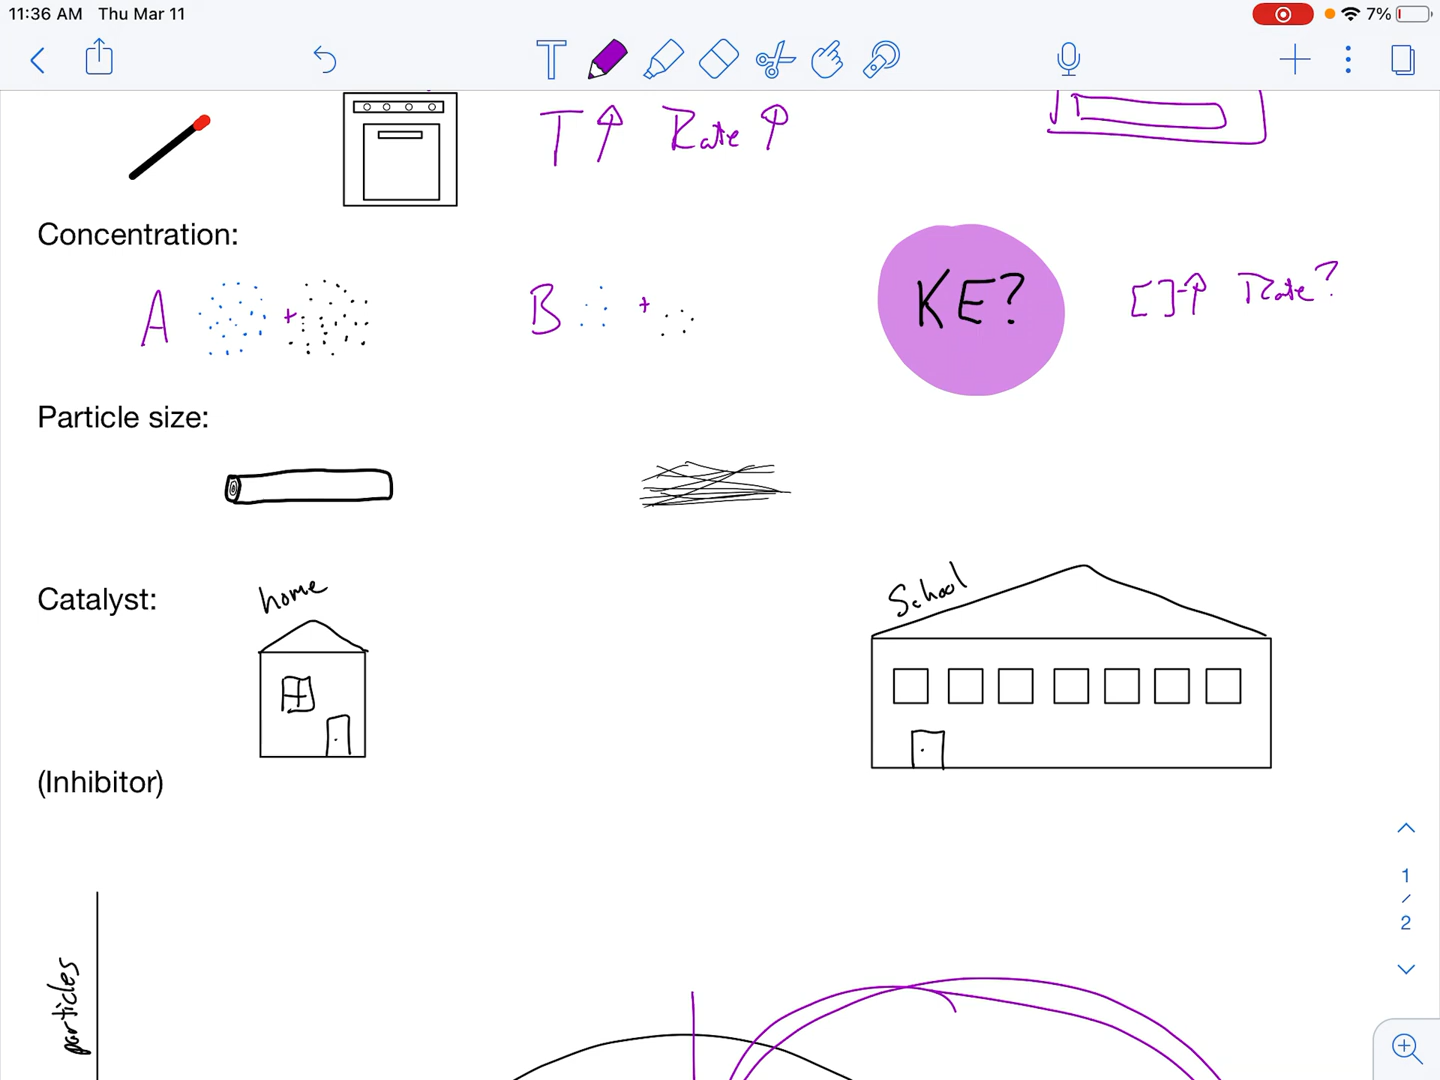 11:36 AM Thu Mar 11
7%
T
T↑ Rate ↑
Concentration:
A + B + KE? []↑ Rate?
Particle size:
Catalyst:
home
School
(Inhibitor)
1
/
2
particles